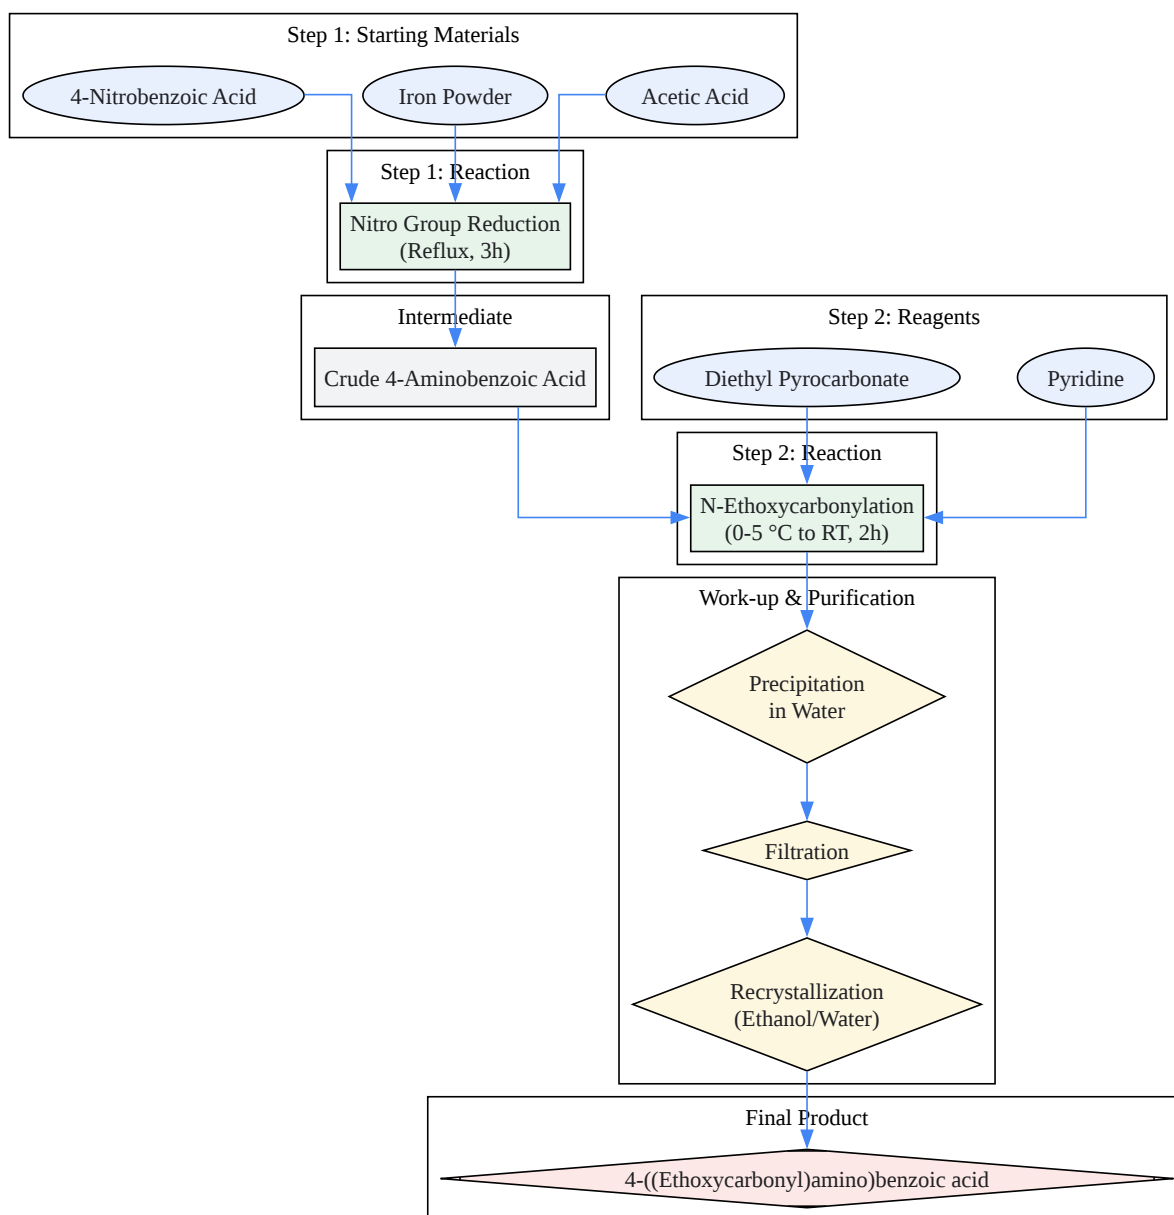 Step 1: Starting Materials
4-Nitrobenzoic Acid
Iron Powder
Acetic Acid
Step 1: Reaction
Nitro Group Reduction
(Reflux, 3h)
Intermediate
Crude 4-Aminobenzoic Acid
Step 2: Reagents
Diethyl Pyrocarbonate
Pyridine
Step 2: Reaction
N-Ethoxycarbonylation
(0-5 °C to RT, 2h)
Work-up & Purification
Precipitation
in Water
Filtration
Recrystallization
(Ethanol/Water)
Final Product
4-((Ethoxycarbonyl)amino)benzoic acid